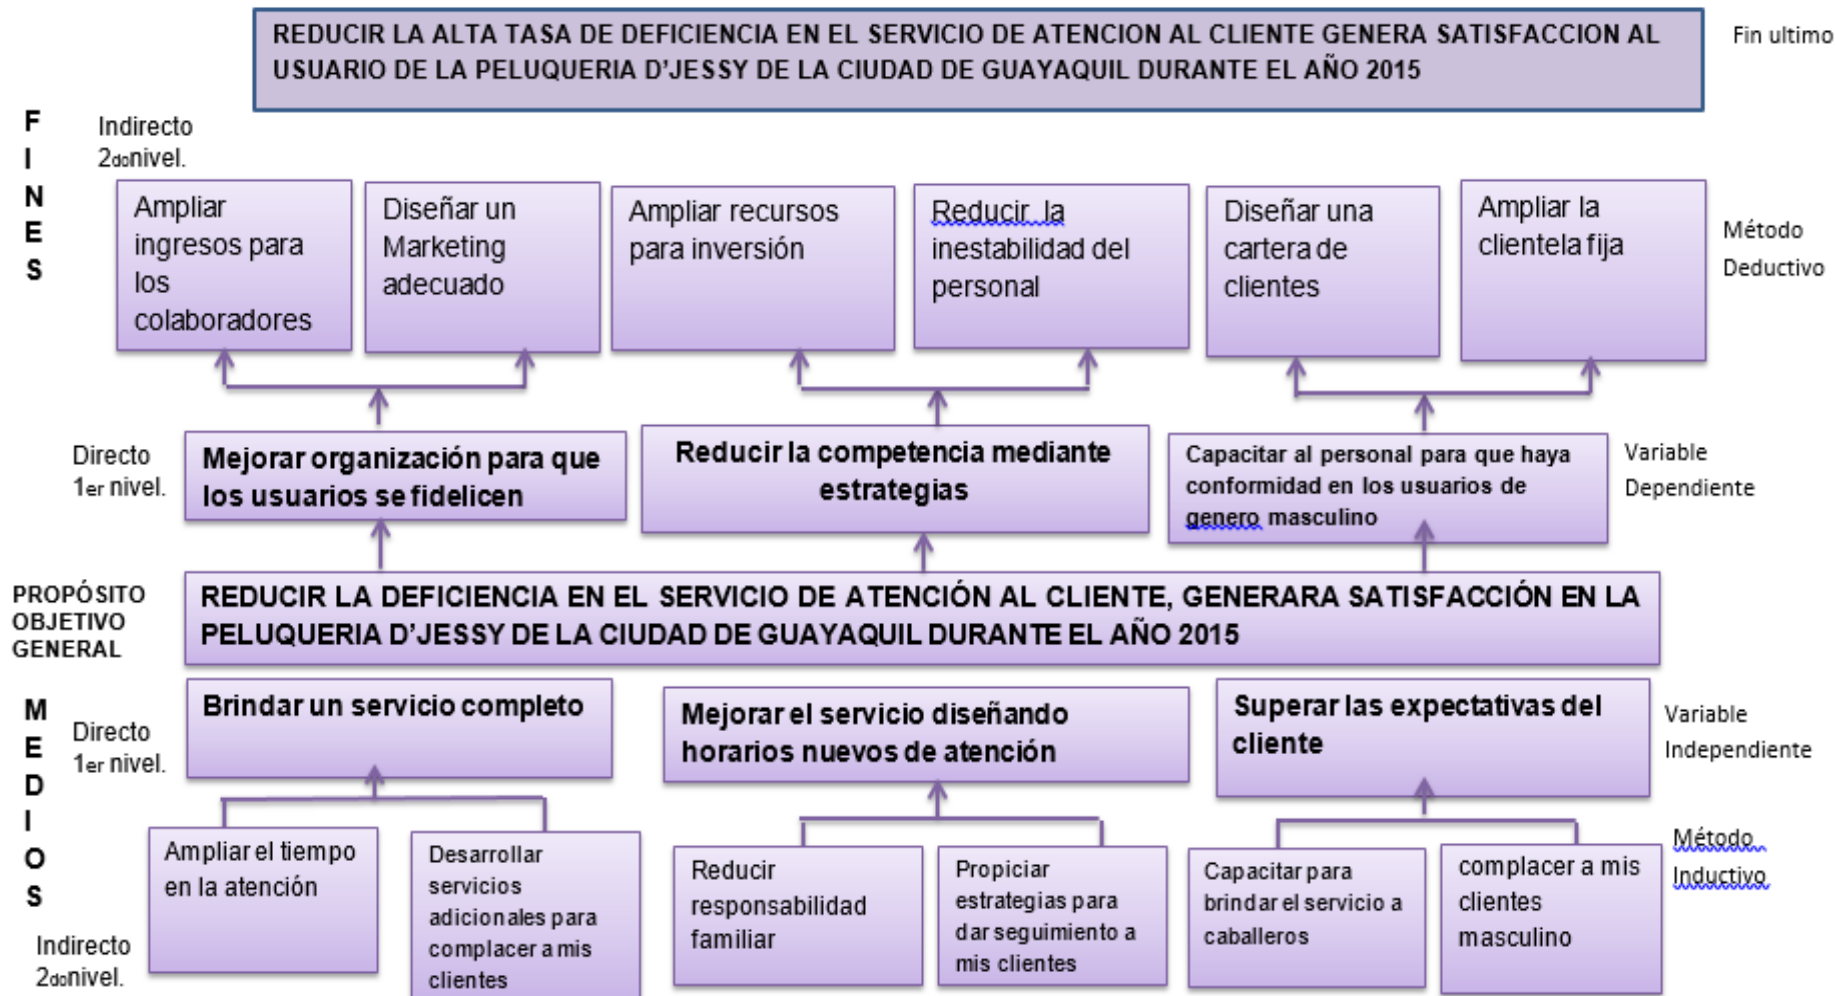 REDUCIR LA ALTA TASA DE DEFICIENCIA EN EL SERVICIO DE ATENCION AL CLIENTE GENERA SATISFACCION AL
USUARIO DE LA PELUQUERIA D’JESSY DE LA CIUDAD DE GUAYAQUIL DURANTE EL AÑO 2015
Fin ultimo
F
I
N
E
S
Indirecto
2donivel.
Ampliar
ingresos para
los
colaboradores
Diseñar un
Marketing
adecuado
Ampliar recursos
para inversión
Reducir la
inestabilidad del
personal
Diseñar una
cartera de
clientes
Ampliar la
clientela fija
Método
Deductivo
Directo
1er nivel.
Mejorar organización para que
los usuarios se fidelicen
Reducir la competencia mediante
estrategias
Capacitar al personal para que haya
conformidad en los usuarios de
genero masculino
Variable
Dependiente
PROPÓSITO
OBJETIVO
GENERAL
REDUCIR LA DEFICIENCIA EN EL SERVICIO DE ATENCIÓN AL CLIENTE, GENERARA SATISFACCIÓN EN LA
PELUQUERIA D’JESSY DE LA CIUDAD DE GUAYAQUIL DURANTE EL AÑO 2015
M
E
D
I
O
S
Directo
1er nivel.
Brindar un servicio completo
Mejorar el servicio diseñando
horarios nuevos de atención
Superar las expectativas del
cliente
Variable
Independiente
Indirecto
2donivel.
Ampliar el tiempo
en la atención
Desarrollar
servicios
adicionales para
complacer a mis
clientes
Reducir
responsabilidad
familiar
Propiciar
estrategias para
dar seguimiento a
mis clientes
Capacitar para
brindar el servicio a
caballeros
complacer a mis
clientes
masculino
Método
Inductivo